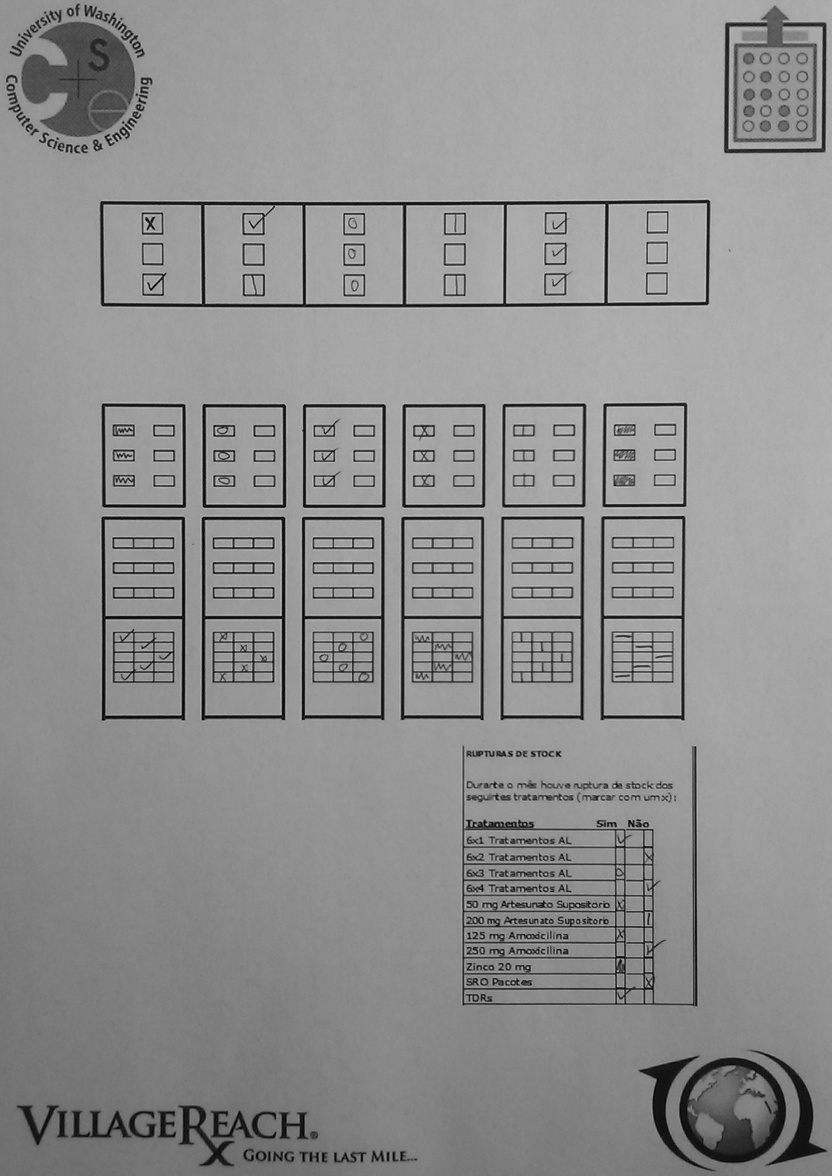 University of Washington
Computer Science & Engineering
CSe
RUPTURAS DE STOCK
Durarte o mês houve ruptura de stock dos
seguirtes tratamentos (marcar com um x) :
Tratamentos Sim Não
6x1 Tratamentos AL
6x2 Tratamentos AL
6x3 Tratamentos AL
6x4 Tratamentos AL
50 mg Artesunato Supositorio
200 mg Artesunato Supositorio
125 mg Amoxicilina
250 mg Amoxicilina
Zinco 20 mg
SRO Pacotes
TDRs
VILLAGEREACH®
GOING THE LAST MILE...